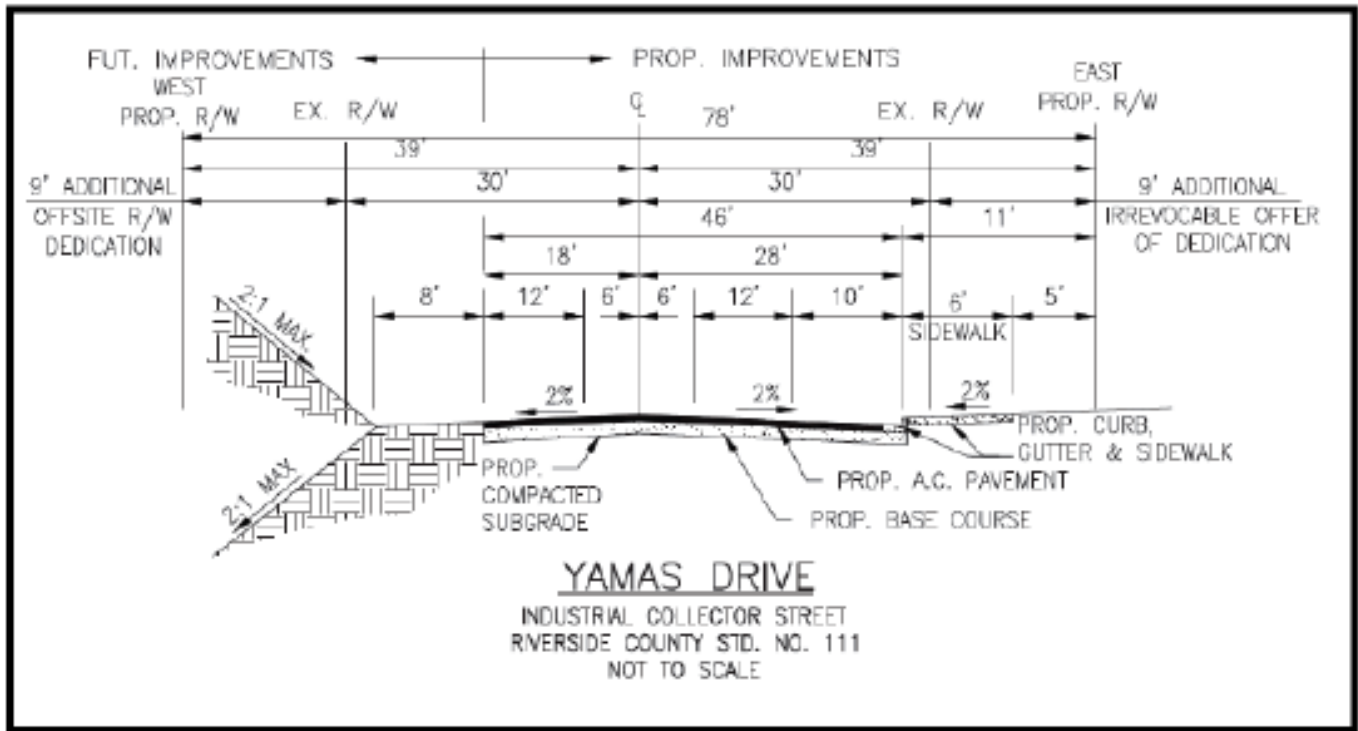 FUT. IMPROVEMENTS
PROP. IMPROVEMENTS
WEST
PROP. R/W
EX. R/W
℄
EX. R/W
EAST
PROP. R/W
78'
39'
39'
9' ADDITIONAL
OFFSITE R/W
DEDICATION
30'
30'
9' ADDITIONAL
IRREVOCABLE OFFER
OF DEDICATION
46'
11'
18'
28'
8'
12'
6'
6'
12'
10'
6'
5'
SIDEWALK
2:1 MAX.
2%
2%
2%
2:1 MAX
PROP.
COMPACTED
SUBGRADE
PROP. CURB,
GUTTER & SIDEWALK
PROP. A.C. PAVEMENT
PROP. BASE COURSE
YAMAS DRIVE
INDUSTRIAL COLLECTOR STREET
RIVERSIDE COUNTY STD. NO. 111
NOT TO SCALE